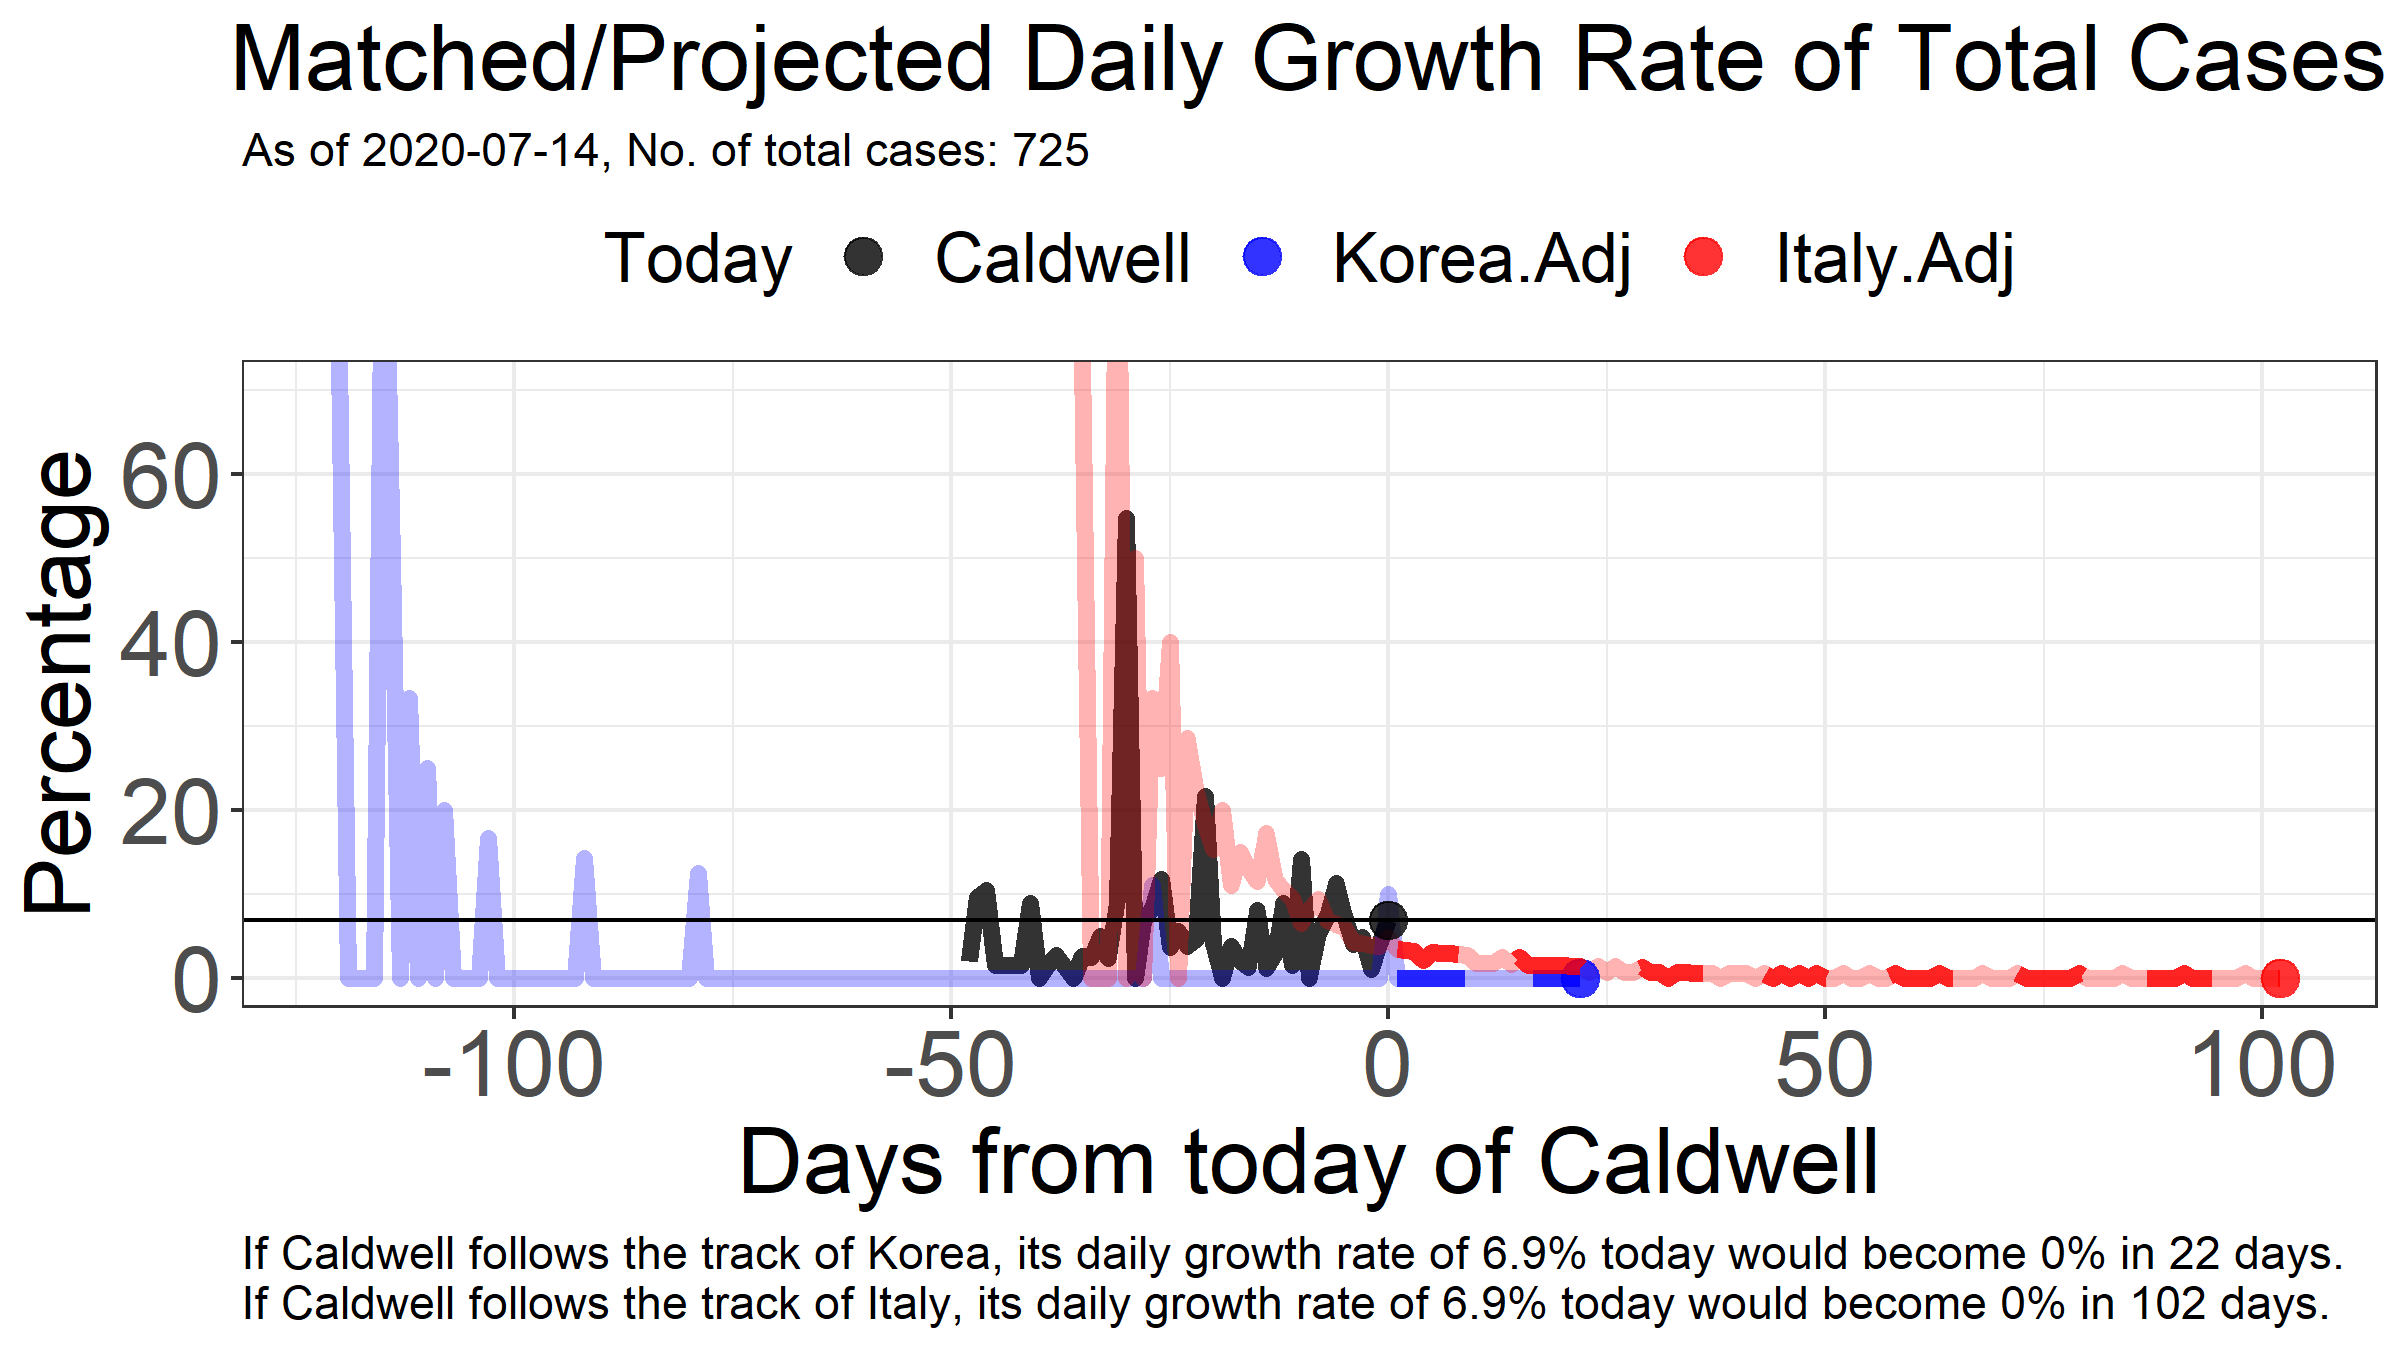 Matched/Projected Daily Growth Rate of Total Cases
As of 2020-07-14, No. of total cases: 725
Today Caldwell Korea.Adj Italy.Adj
Percentage
60
40
20
0
-100 -50 0 50 100
Days from today of Caldwell
If Caldwell follows the track of Korea, its daily growth rate of 6.9% today would become 0% in 22 days.
If Caldwell follows the track of Italy, its daily growth rate of 6.9% today would become 0% in 102 days.